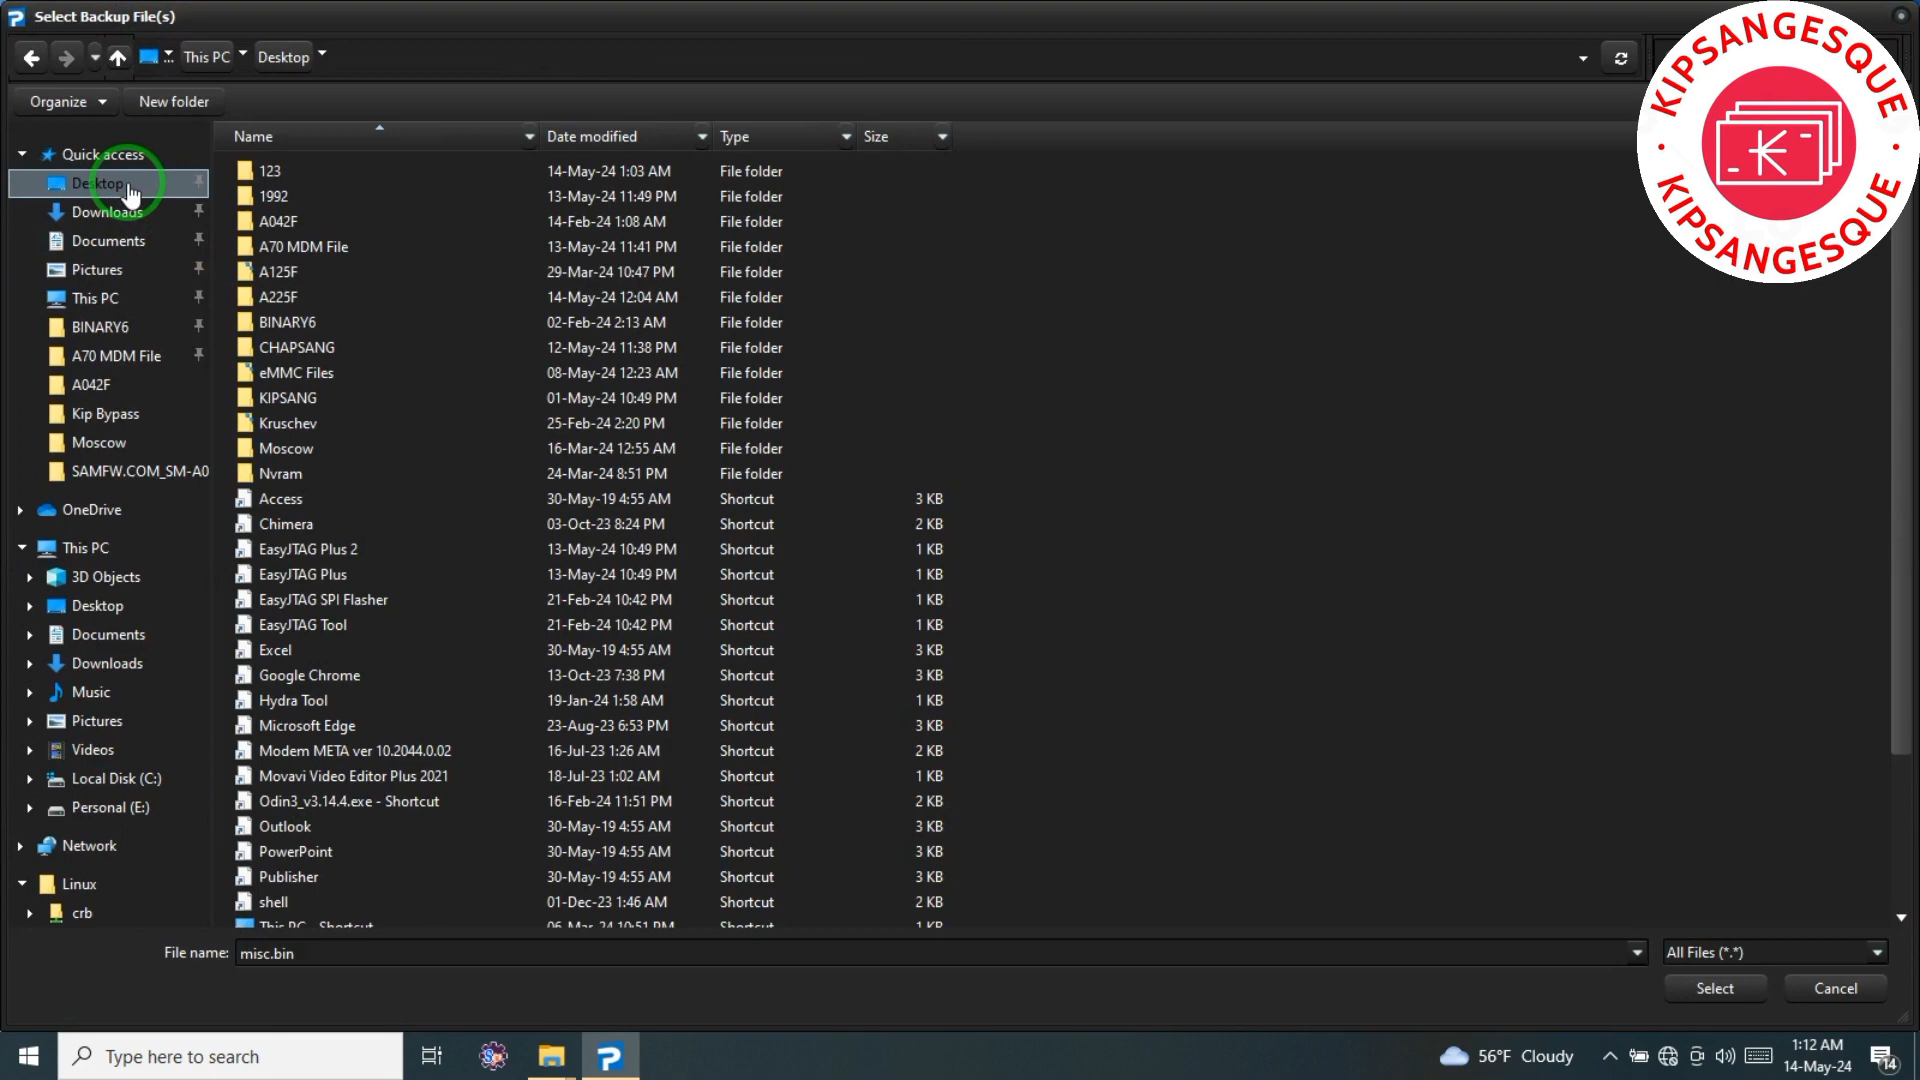 Select Backup File(s)
... This PC Desktop
Organize New folder
Name Date modified Type Size
Quick access
Desktop
Downloads
Documents
Pictures
This PC
BINARY6
A70 MDM File
A042F
Kip Bypass
Moscow
SAMFW.COM_SM-A0
OneDrive
This PC
3D Objects
Desktop
Documents
Downloads
Music
Pictures
Videos
Local Disk (C:)
Personal (E:)
Network
Linux
crb
123 14-May-24 1:03 AM File folder
1992 13-May-24 11:49 PM File folder
A042F 14-Feb-24 1:08 AM File folder
A70 MDM File 13-May-24 11:41 PM File folder
A125F 29-Mar-24 10:47 PM File folder
A225F 14-May-24 12:04 AM File folder
BINARY6 02-Feb-24 2:13 AM File folder
CHAPSANG 12-May-24 11:38 PM File folder
eMMC Files 08-May-24 12:23 AM File folder
KIPSANG 01-May-24 10:49 PM File folder
Kruschev 25-Feb-24 2:20 PM File folder
Moscow 16-Mar-24 12:55 AM File folder
Nvram 24-Mar-24 8:51 PM File folder
Access 30-May-19 4:55 AM Shortcut 3 KB
Chimera 03-Oct-23 8:24 PM Shortcut 2 KB
EasyJTAG Plus 2 13-May-24 10:49 PM Shortcut 1 KB
EasyJTAG Plus 13-May-24 10:49 PM Shortcut 1 KB
EasyJTAG SPI Flasher 21-Feb-24 10:42 PM Shortcut 1 KB
EasyJTAG Tool 21-Feb-24 10:42 PM Shortcut 1 KB
Excel 30-May-19 4:55 AM Shortcut 3 KB
Google Chrome 13-Oct-23 7:38 PM Shortcut 3 KB
Hydra Tool 19-Jan-24 1:58 AM Shortcut 1 KB
Microsoft Edge 23-Aug-23 6:53 PM Shortcut 3 KB
Modem META ver 10.2044.0.02 16-Jul-23 1:26 AM Shortcut 2 KB
Movavi Video Editor Plus 2021 18-Jul-23 1:02 AM Shortcut 1 KB
Odin3_v3.14.4.exe - Shortcut 16-Feb-24 11:51 PM Shortcut 2 KB
Outlook 30-May-19 4:55 AM Shortcut 3 KB
PowerPoint 30-May-19 4:55 AM Shortcut 3 KB
Publisher 30-May-19 4:55 AM Shortcut 3 KB
shell 01-Dec-23 1:46 AM Shortcut 2 KB
This PC - Shortcut 06-Mar-24 10:51 PM Shortcut 1 KB
File name: misc.bin All Files (*.*)
Select Cancel
KIPSANGESQUE
K
KIPSANGESQUE
Type here to search
56°F Cloudy
1:12 AM
14-May-24
14